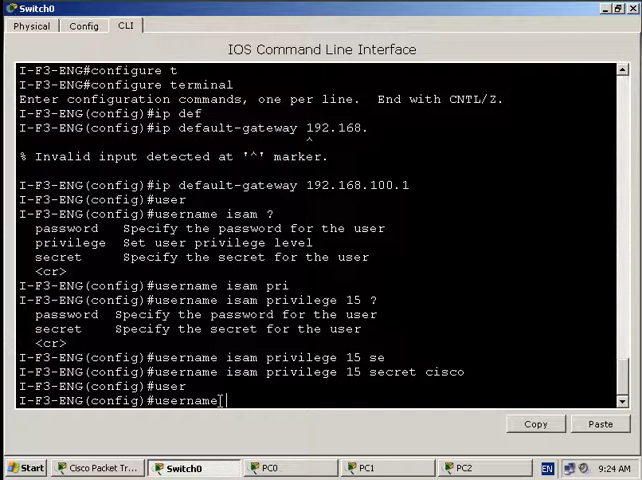 Switch0
Physical Config CLI
IOS Command Line Interface
I-F3-ENG#configure t
I-F3-ENG#configure terminal
Enter configuration commands, one per line.  End with CNTL/Z.
I-F3-ENG(config)#ip def
I-F3-ENG(config)#ip default-gateway 192.168.
^
% Invalid input detected at '^' marker.
I-F3-ENG(config)#ip default-gateway 192.168.100.1
I-F3-ENG(config)#user
I-F3-ENG(config)#username isam ?
password  Specify the password for the user
privilege  Set user privilege level
secret  Specify the secret for the user
<cr>
I-F3-ENG(config)#username isam pri
I-F3-ENG(config)#username isam privilege 15 ?
password  Specify the password for the user
secret  Specify the secret for the user
<cr>
I-F3-ENG(config)#username isam privilege 15 se
I-F3-ENG(config)#username isam privilege 15 secret cisco
I-F3-ENG(config)#user
I-F3-ENG(config)#username
Copy Paste
Start Cisco Packet Tr... Switch0 PC0 PC1 PC2 EN 9:24 AM